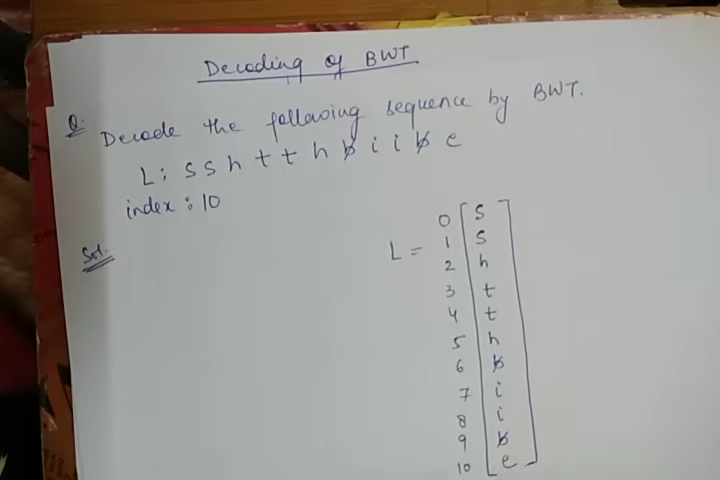 Decoding of BWT
Q. Decode the following sequence by BWT.
L: s s h t t h b̸ i i b̸ e
index : 10
Sol.
L =
0 s
1 s
2 h
3 t
4 t
5 h
6 b̸
7 i
8 i
9 b̸
10 e